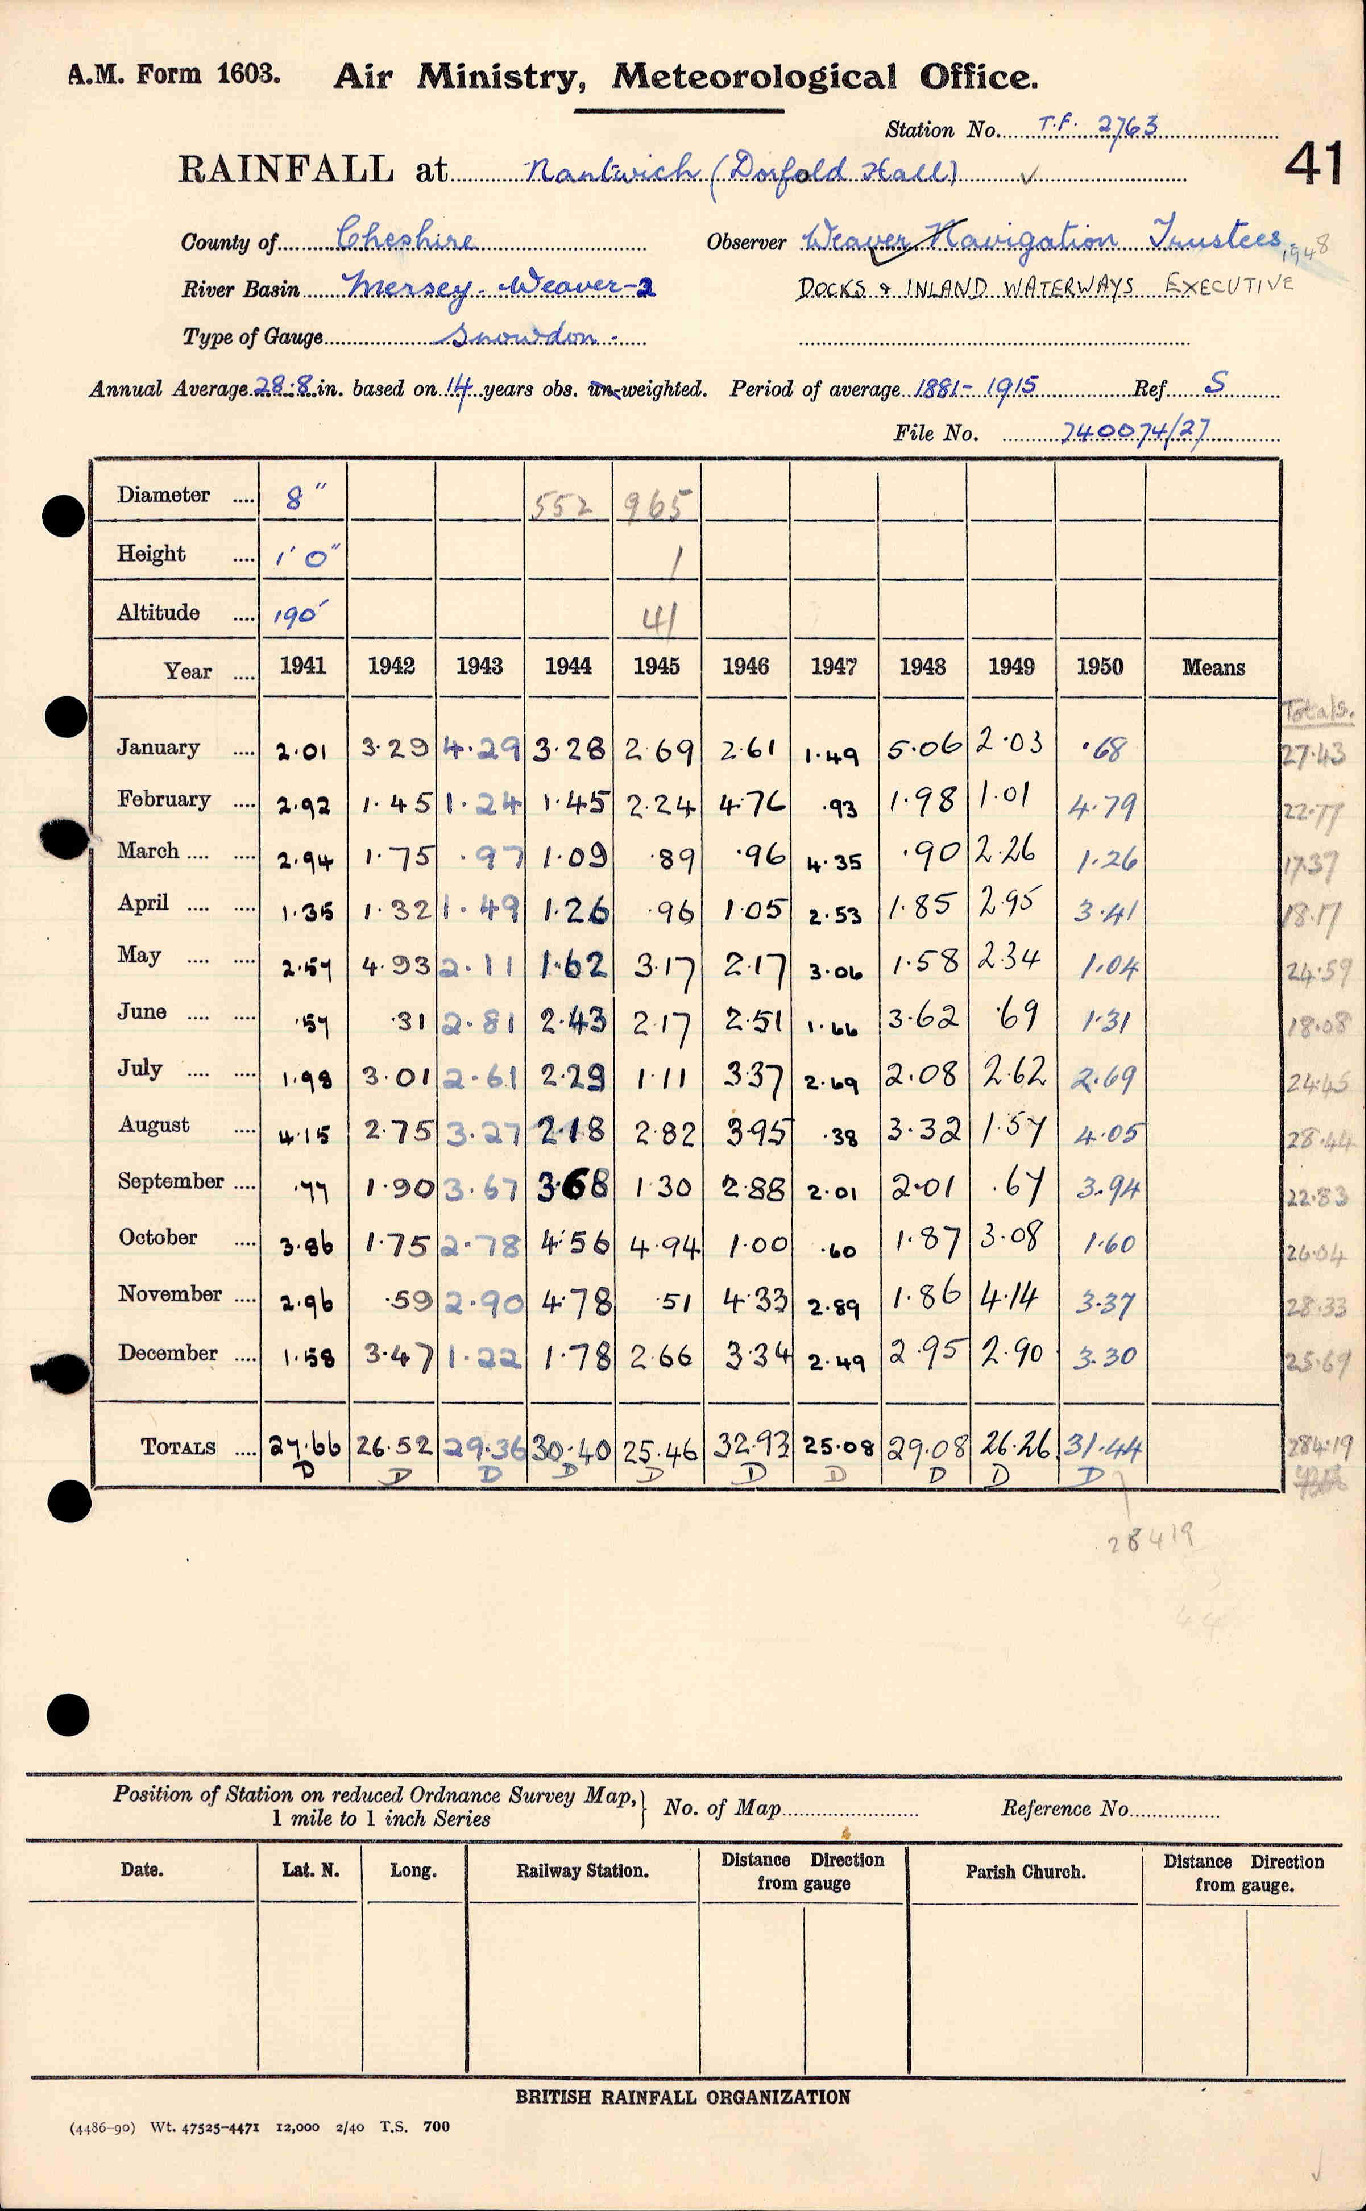 A.M. Form 1603. Air Ministry, Meteorological Office.
Station No. T.F. 2763
41
RAINFALL at Nantwich (Dorfold Hall) ✓
County of Cheshire Observer Weaver Navigation Trustees. 1948
River Basin Mersey - Weaver-2 DOCKS & INLAND WATERWAYS EXECUTIVE
Type of Gauge Snowdon.
Annual Average 28.8 in. based on 14 years obs. un-weighted. Period of average 1881-1915 Ref. S
File No. 740074/27
Diameter .... 8" 552 965
Height .... 1'0" 1
Altitude .... 190' 41
Year .... 1941 1942 1943 1944 1945 1946 1947 1948 1949 1950 Means
Totals.
January .... 2.01 3.29 4.29 3.28 2.69 2.61 1.49 5.06 2.03 .68 27.43
February .... 2.92 1.45 1.24 1.45 2.24 4.76 .93 1.98 1.01 4.79 22.77
March .... .... 2.94 1.75 .97 1.09 .89 .96 4.35 .90 2.26 1.26 17.37
April .... .... 1.35 1.32 1.49 1.26 .96 1.05 2.53 1.85 2.95 3.41 18.17
May .... .... 2.57 4.93 2.11 1.62 3.17 2.17 3.06 1.58 2.34 1.04 24.59
June .... .... .57 .31 2.81 2.43 2.17 2.51 1.66 3.62 .69 1.31 18.08
July .... .... 1.98 3.01 2.61 2.29 1.11 3.37 2.69 2.08 2.62 2.69 24.45
August .... 4.15 2.75 3.27 2.18 2.82 3.95 .38 3.32 1.57 4.05 28.44
September .... .77 1.90 3.67 3.68 1.30 2.88 2.01 2.01 .67 3.94 22.83
October .... 3.86 1.75 2.78 4.56 4.94 1.00 .60 1.87 3.08 1.60 26.04
November .... 2.96 .59 2.90 4.78 .51 4.33 2.89 1.86 4.14 3.37 28.33
December .... 1.58 3.47 1.22 1.78 2.66 3.34 2.49 2.95 2.90 3.30 25.69
TOTALS .... 27.66 26.52 29.36 30.40 25.46 32.93 25.08 29.08 26.26 31.44 284.19
D D D D D D D D D D
28419
Position of Station on reduced Ordnance Survey Map,} No. of Map Reference No.
1 mile to 1 inch Series
Date. Lat. N. Long. Railway Station. Distance Direction Parish Church. Distance Direction
from gauge from gauge.
BRITISH RAINFALL ORGANIZATION
(4486-90) Wt. 47525-4471 12,000 2/40 T.S. 700